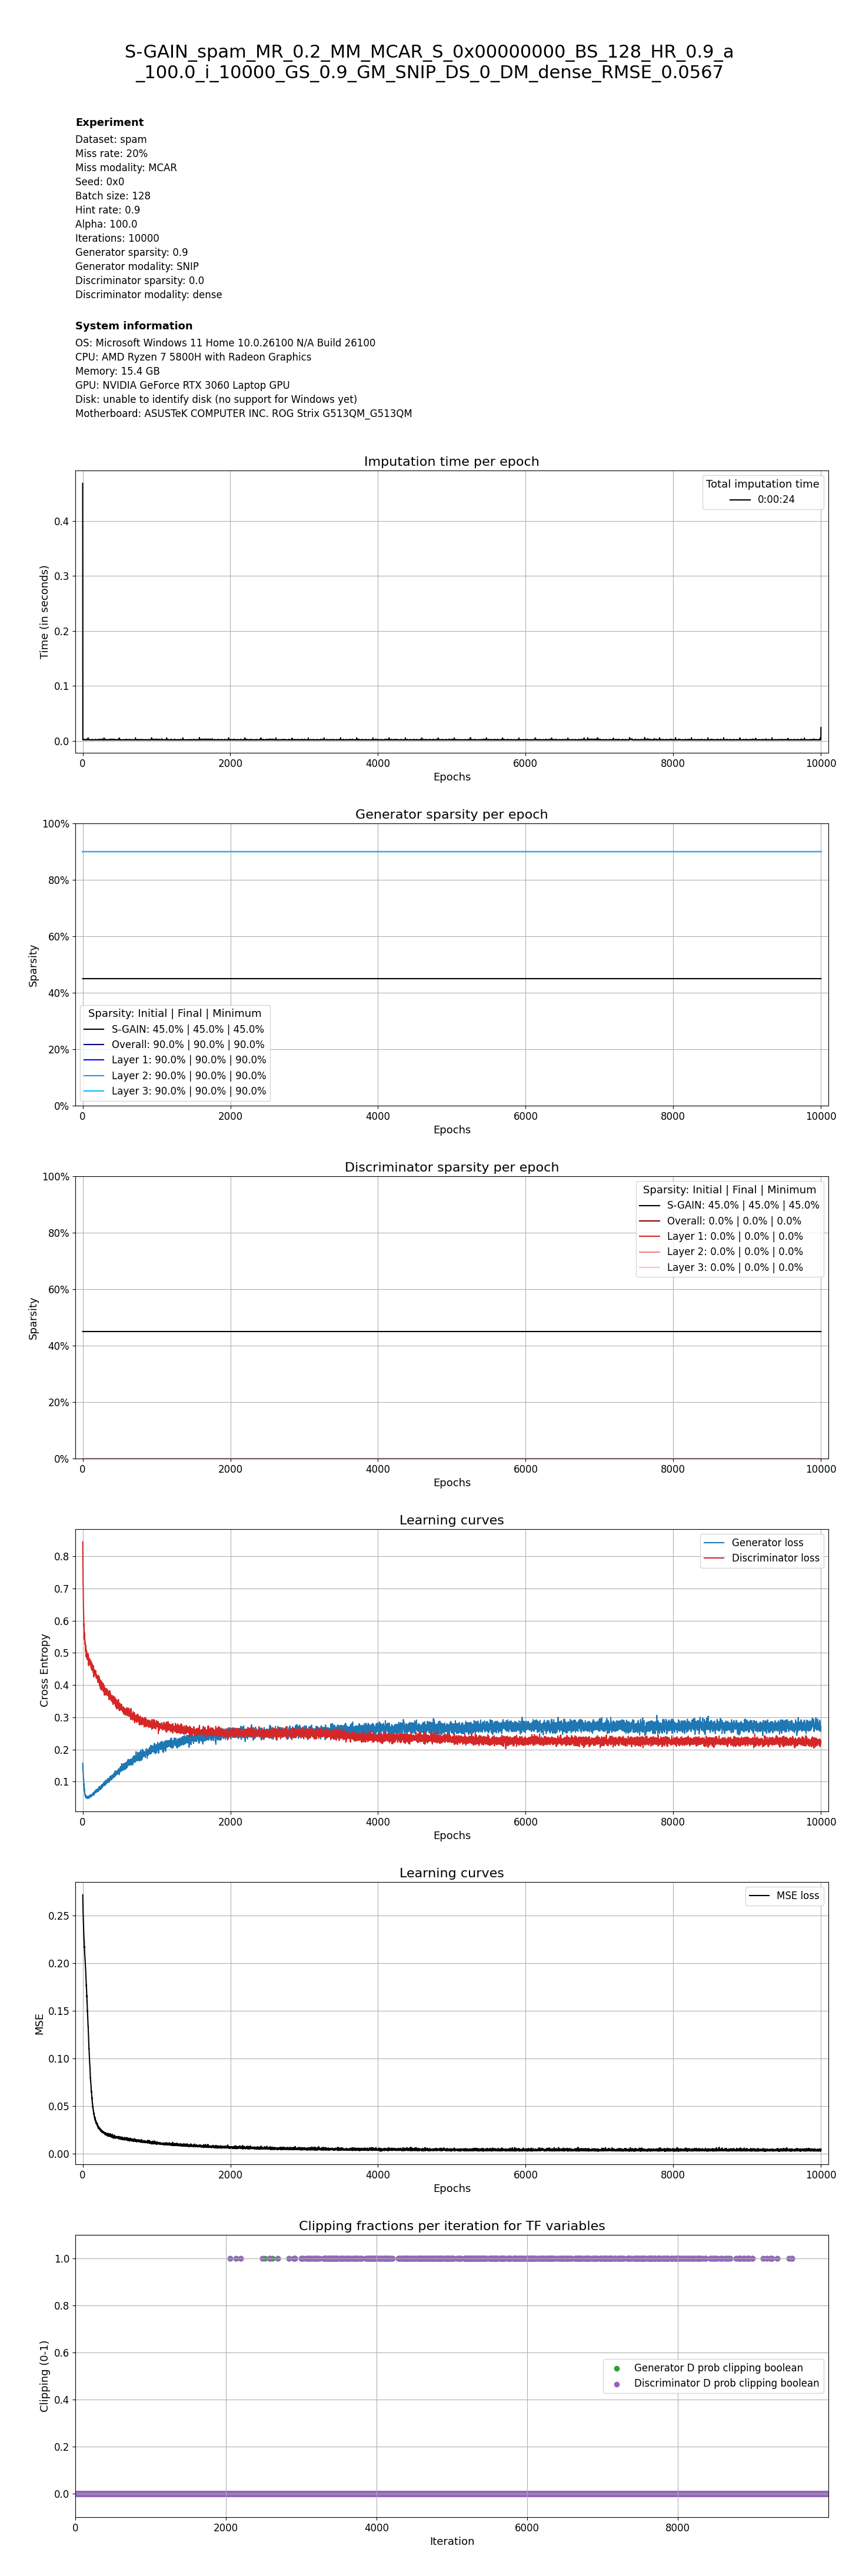 S-GAIN_spam_MR_0.2_MM_MCAR_S_0x00000000_BS_128_HR_0.9_a
_100.0_i_10000_GS_0.9_GM_SNIP_DS_0_DM_dense_RMSE_0.0567
Experiment
Dataset: spam
Miss rate: 20%
Miss modality: MCAR
Seed: 0x0
Batch size: 128
Hint rate: 0.9
Alpha: 100.0
Iterations: 10000
Generator sparsity: 0.9
Generator modality: SNIP
Discriminator sparsity: 0.0
Discriminator modality: dense
System information
OS: Microsoft Windows 11 Home 10.0.26100 N/A Build 26100
CPU: AMD Ryzen 7 5800H with Radeon Graphics
Memory: 15.4 GB
GPU: NVIDIA GeForce RTX 3060 Laptop GPU
Disk: unable to identify disk (no support for Windows yet)
Motherboard: ASUSTeK COMPUTER INC. ROG Strix G513QM_G513QM
Imputation time per epoch
Total imputation time
0:00:24
0.4
0.3
0.2
0.1
0.0
Time (in seconds)
0 2000 4000 6000 8000 10000
Epochs
Generator sparsity per epoch
100%
80%
60%
40%
20%
0%
Sparsity
Sparsity: Initial | Final | Minimum
S-GAIN: 45.0% | 45.0% | 45.0%
Overall: 90.0% | 90.0% | 90.0%
Layer 1: 90.0% | 90.0% | 90.0%
Layer 2: 90.0% | 90.0% | 90.0%
Layer 3: 90.0% | 90.0% | 90.0%
0 2000 4000 6000 8000 10000
Epochs
Discriminator sparsity per epoch
100%
80%
60%
40%
20%
0%
Sparsity
Sparsity: Initial | Final | Minimum
S-GAIN: 45.0% | 45.0% | 45.0%
Overall: 0.0% | 0.0% | 0.0%
Layer 1: 0.0% | 0.0% | 0.0%
Layer 2: 0.0% | 0.0% | 0.0%
Layer 3: 0.0% | 0.0% | 0.0%
0 2000 4000 6000 8000 10000
Epochs
Learning curves
Generator loss
Discriminator loss
0.8
0.7
0.6
0.5
0.4
0.3
0.2
0.1
Cross Entropy
0 2000 4000 6000 8000 10000
Epochs
Learning curves
MSE loss
0.25
0.20
0.15
0.10
0.05
0.00
MSE
0 2000 4000 6000 8000 10000
Epochs
Clipping fractions per iteration for TF variables
1.0
0.8
0.6
0.4
0.2
0.0
Clipping (0-1)
Generator D prob clipping boolean
Discriminator D prob clipping boolean
0 2000 4000 6000 8000
Iteration